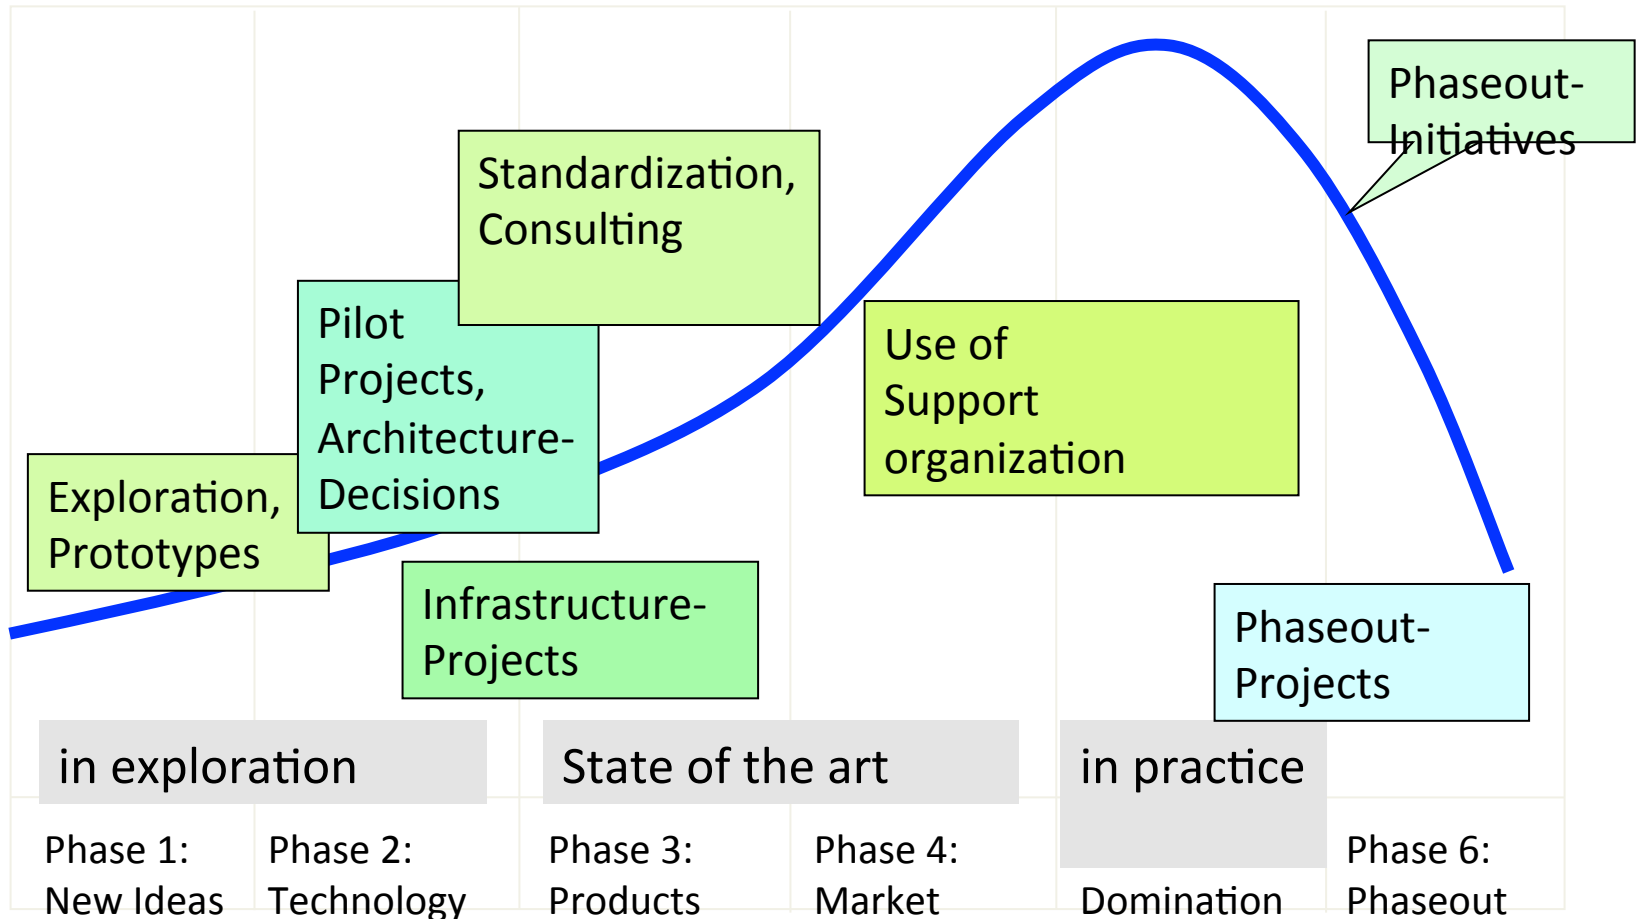 Phaseout-
Initiatives
Standardization,
Consulting
Pilot
Projects,
Architecture-
Decisions
Use of
Support
organization
Exploration,
Prototypes
Infrastructure-
Projects
Phaseout-
Projects
in exploration
State of the art
in practice
Phase 1:
New Ideas
Phase 2:
Technology
Phase 3:
Products
Phase 4:
Market
Domination
Phase 6:
Phaseout